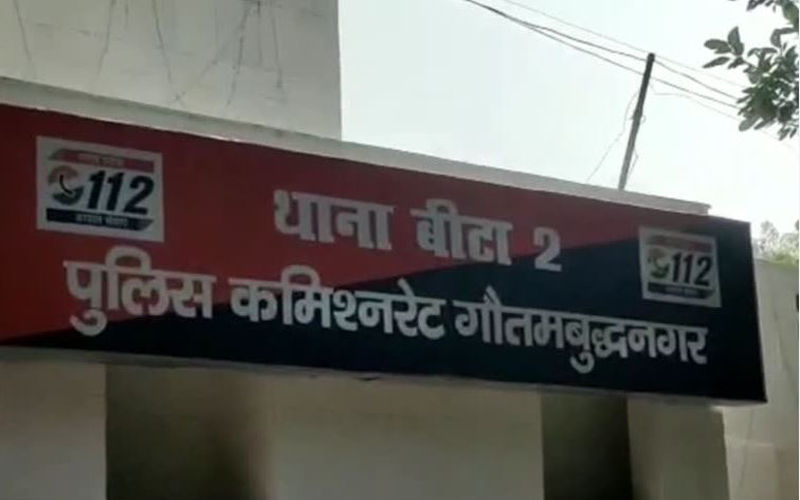 112
थाना बीटा 2
112
पुलिस कमिश्नरेट गौतमबुद्धनगर